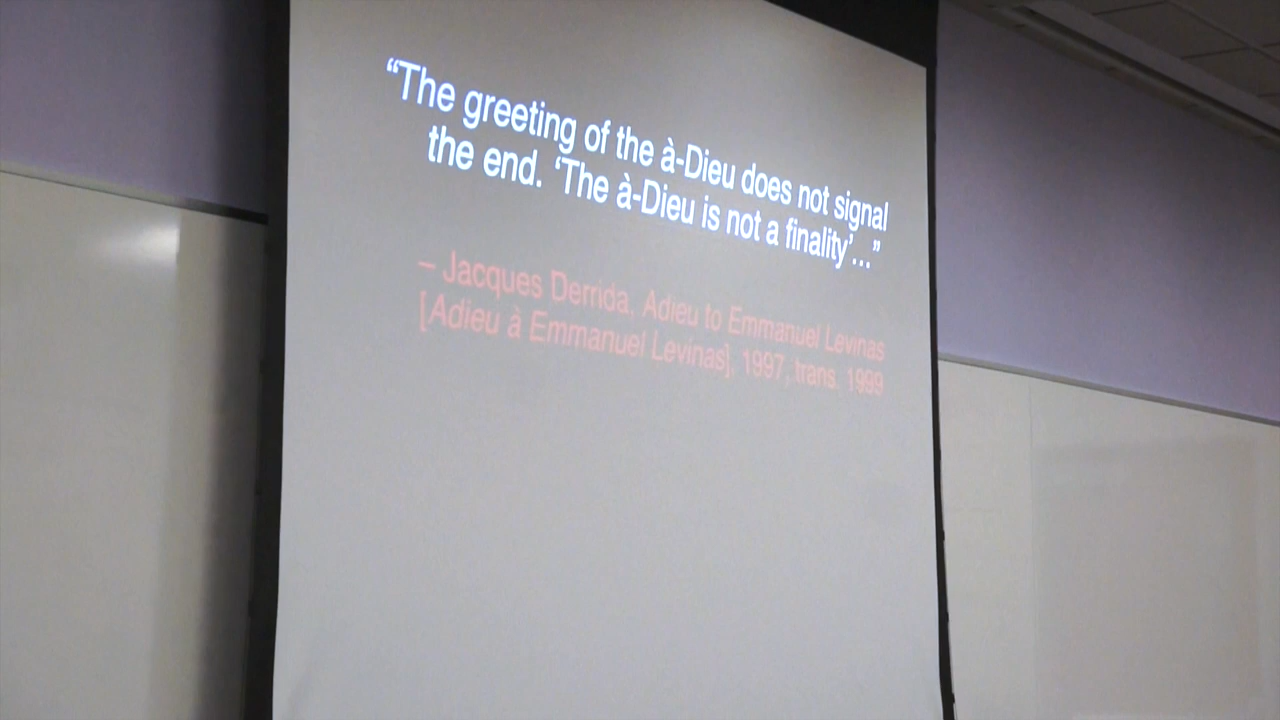 “The greeting of the à-Dieu does not signal
the end. ‘The à-Dieu is not a finality’...”
– Jacques Derrida, Adieu to Emmanuel Levinas
[Adieu à Emmanuel Levinas], 1997, trans. 1999